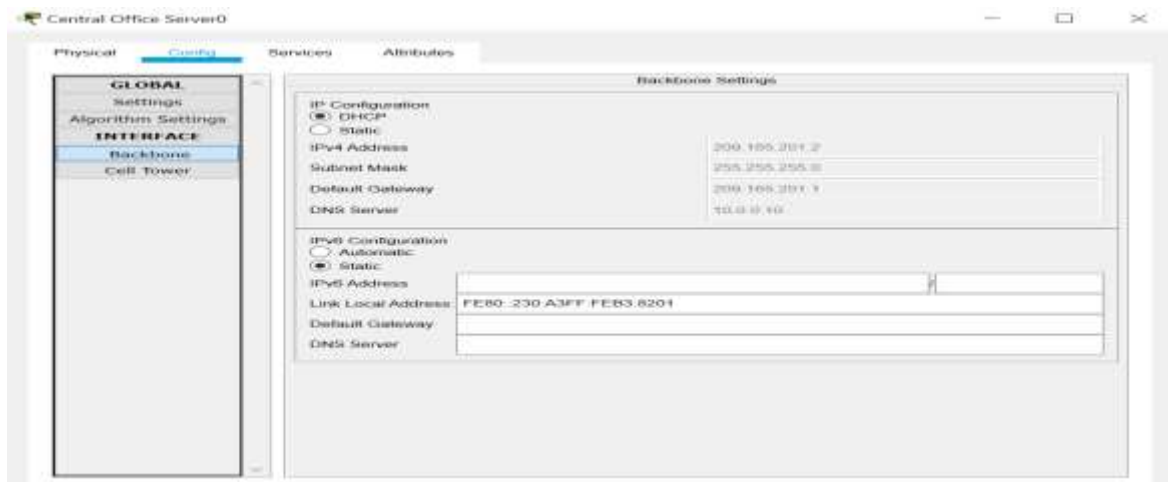 Central Office Server0
Physical Config Services Attributes
GLOBAL
Settings
Algorithm Settings
INTERFACE
Backbone
Cell Tower
Backbone Settings
IP Configuration
DHCP
Static
IPv4 Address 209.165.201.2
Subnet Mask 255.255.255.0
Default Gateway 209.165.201.1
DNS Server 10.0.0.10
IPv6 Configuration
Automatic
Static
IPv6 Address /
Link Local Address: FE80::230:A3FF:FEB3:8201
Default Gateway
DNS Server